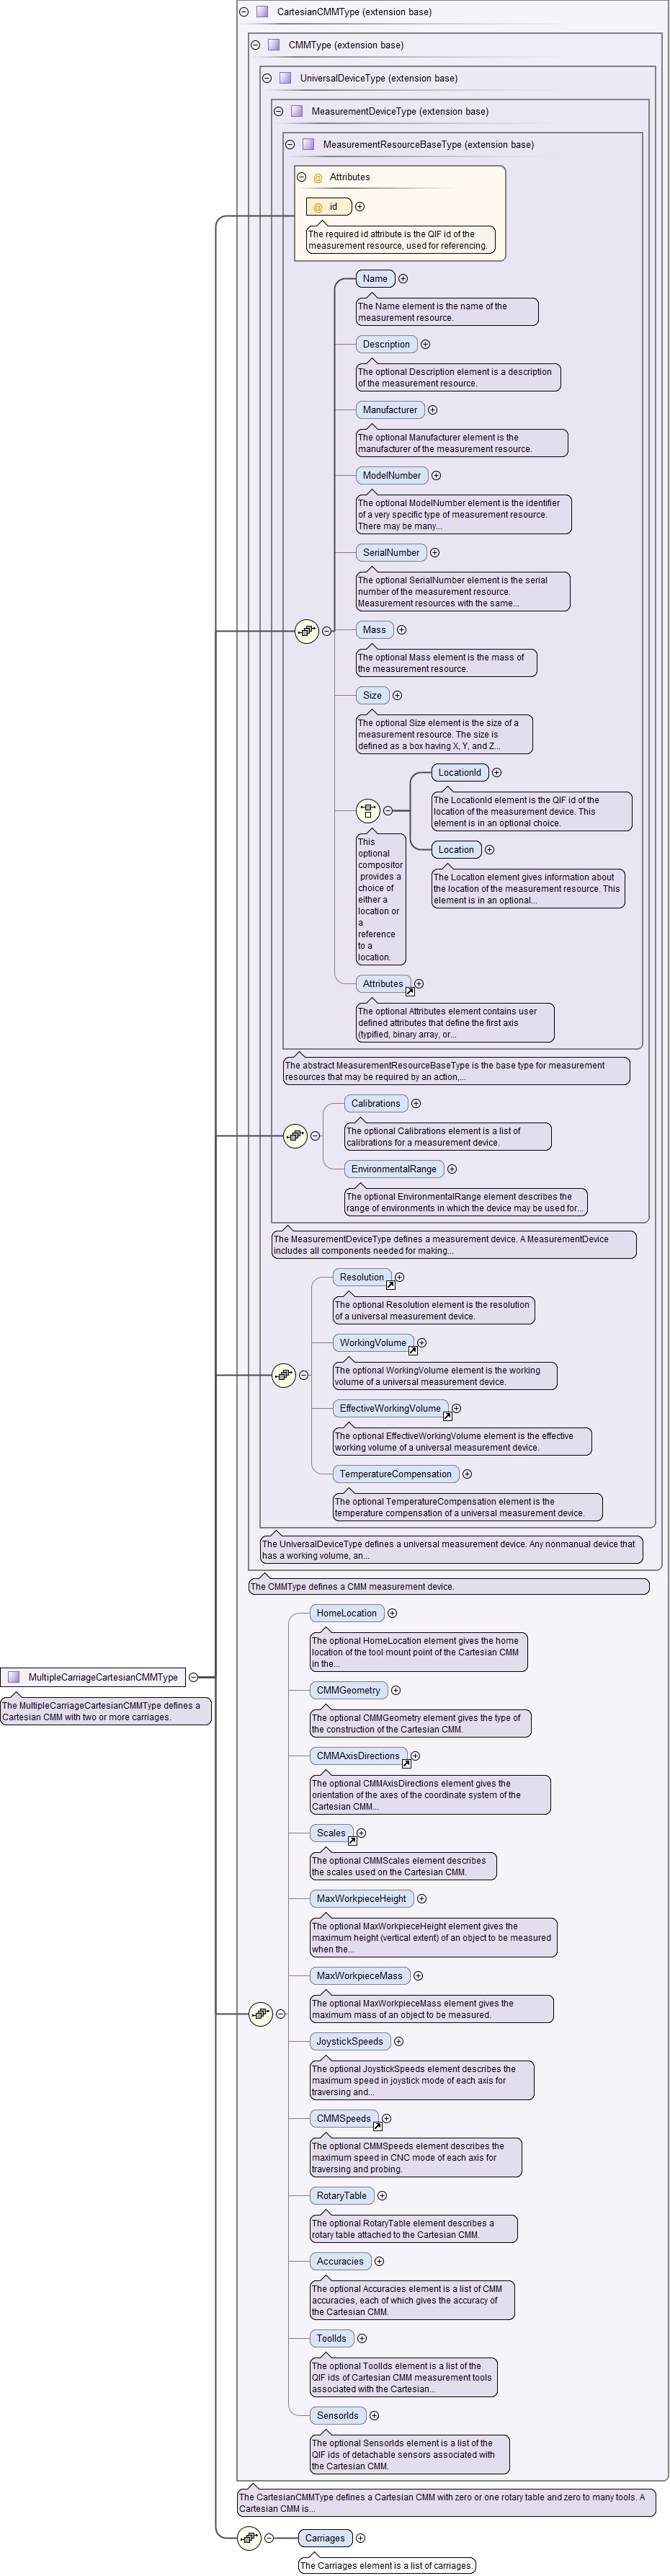 CartesianCMMType (extension base)
CMMType (extension base)
UniversalDeviceType (extension base)
MeasurementDeviceType (extension base)
MeasurementResourceBaseType (extension base)
@ Attributes
@ id
The required id attribute is the QIF id of the
measurement resource, used for referencing.
Name
The Name element is the name of the
measurement resource.
Description
The optional Description element is a description
of the measurement resource.
Manufacturer
The optional Manufacturer element is the
manufacturer of the measurement resource.
ModelNumber
The optional ModelNumber element is the identifier
of a very specific type of measurement resource.
There may be many...
SerialNumber
The optional SerialNumber element is the serial
number of the measurement resource.
Measurement resources with the same...
Mass
The optional Mass element is the mass of
the measurement resource.
Size
The optional Size element is the size of a
measurement resource. The size is
defined as a box having X, Y, and Z...
LocationId
The LocationId element is the QIF id of the
location of the measurement device. This
element is in an optional choice.
Location
The Location element gives information about
the location of the measurement resource. This
element is in an optional...
This
optional
compositor
provides a
choice of
either a
location or
a
reference
to a
location.
Attributes
The optional Attributes element contains user
defined attributes that define the first axis
(typified, binary array, or...
The abstract MeasurementResourceBaseType is the base type for measurement
resources that may be required by an action,...
Calibrations
The optional Calibrations element is a list of
calibrations for a measurement device.
EnvironmentalRange
The optional EnvironmentalRange element describes the
range of environments in which the device may be used for...
The MeasurementDeviceType defines a measurement device. A MeasurementDevice
includes all components needed for making...
Resolution
The optional Resolution element is the resolution
of a universal measurement device.
WorkingVolume
The optional WorkingVolume element is the working
volume of a universal measurement device.
EffectiveWorkingVolume
The optional EffectiveWorkingVolume element is the effective
working volume of a universal measurement device.
TemperatureCompensation
The optional TemperatureCompensation element is the
temperature compensation of a universal measurement device.
The UniversalDeviceType defines a universal measurement device. Any nonmanual device that
has a working volume, an...
The CMMType defines a CMM measurement device.
HomeLocation
The optional HomeLocation element gives the home
location of the tool mount point of the Cartesian CMM
in the...
MultipleCarriageCartesianCMMType
The MultipleCarriageCartesianCMMType defines a
Cartesian CMM with two or more carriages.
CMMGeometry
The optional CMMGeometry element gives the type of
the construction of the Cartesian CMM.
CMMAxisDirections
The optional CMMAxisDirections element gives the
orientation of the axes of the coordinate system of the
Cartesian CMM...
Scales
The optional CMMScales element describes
the scales used on the Cartesian CMM.
MaxWorkpieceHeight
The optional MaxWorkpieceHeight element gives the
maximum height (vertical extent) of an object to be measured
when the...
MaxWorkpieceMass
The optional MaxWorkpieceMass element gives the
maximum mass of an object to be measured.
JoystickSpeeds
The optional JoystickSpeeds element describes the
maximum speed in joystick mode of each axis for
traversing and...
CMMSpeeds
The optional CMMSpeeds element describes the
maximum speed in CNC mode of each axis for
traversing and probing.
RotaryTable
The optional RotaryTable element describes a
rotary table attached to the Cartesian CMM.
Accuracies
The optional Accuracies element is a list of CMM
accuracies, each of which gives the accuracy of
the Cartesian CMM.
ToolIds
The optional ToolIds element is a list of the
QIF ids of Cartesian CMM measurement tools
associated with the Cartesian...
SensorIds
The optional SensorIds element is a list of the
QIF ids of detachable sensors associated with
the Cartesian CMM.
The CartesianCMMType defines a Cartesian CMM with zero or one rotary table and zero to many tools. A
Cartesian CMM is...
Carriages
The Carriages element is a list of carriages.